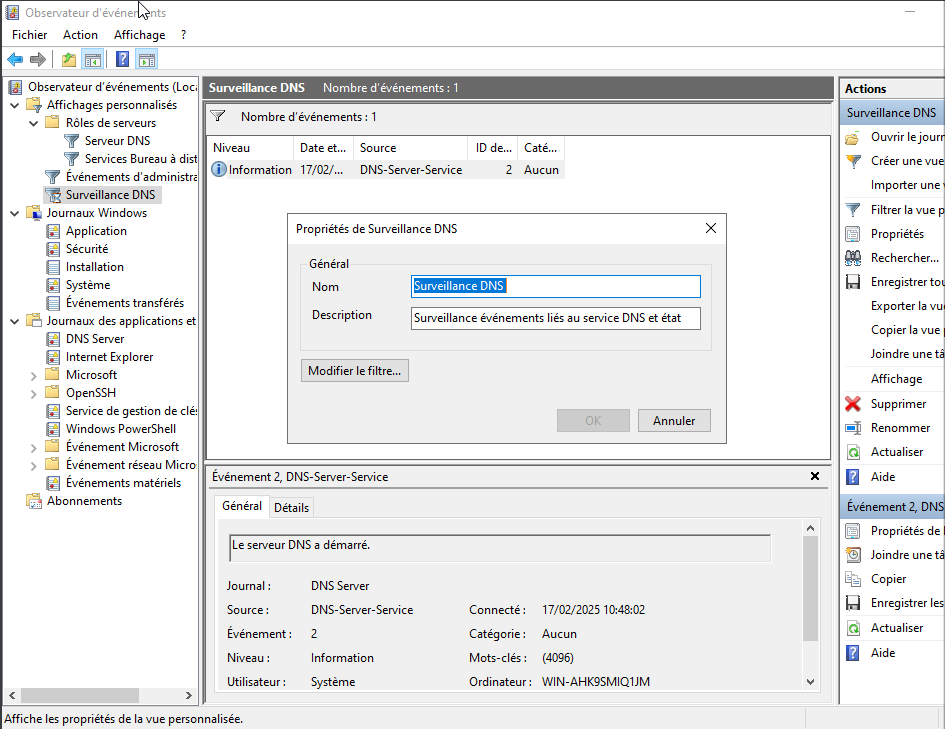 Observateur d'événements
Fichier Action Affichage ?
Observateur d'événements (Loca
Affichages personnalisés
Rôles de serveurs
Serveur DNS
Services Bureau à dist
Événements d'administra
Surveillance DNS
Journaux Windows
Application
Sécurité
Installation
Système
Événements transférés
Journaux des applications et
DNS Server
Internet Explorer
Microsoft
OpenSSH
Service de gestion de clés
Windows PowerShell
Événement Microsoft
Événement réseau Micros
Événements matériels
Abonnements
Surveillance DNS Nombre d'événements : 1
Nombre d'événements : 1
Niveau Date et... Source ID de... Caté...
Information 17/02/... DNS-Server-Service 2 Aucun
Propriétés de Surveillance DNS
Général
Nom Surveillance DNS
Description Surveillance événements liés au service DNS et état
Modifier le filtre...
OK Annuler
Événement 2, DNS-Server-Service
Général Détails
Le serveur DNS a démarré.
Journal : DNS Server
Source : DNS-Server-Service Connecté : 17/02/2025 10:48:02
Événement : 2 Catégorie : Aucun
Niveau : Information Mots-clés : (4096)
Utilisateur : Système Ordinateur : WIN-AHK9SMIQ1JM
Actions
Surveillance DNS
Ouvrir le journ
Créer une vue
Importer une v
Filtrer la vue p
Propriétés
Rechercher...
Enregistrer tou
Exporter la vue
Copier la vue p
Joindre une tâ
Affichage
Supprimer
Renommer
Actualiser
Aide
Événement 2, DNS
Propriétés de l
Joindre une tâ
Copier
Enregistrer les
Actualiser
Aide
Affiche les propriétés de la vue personnalisée.